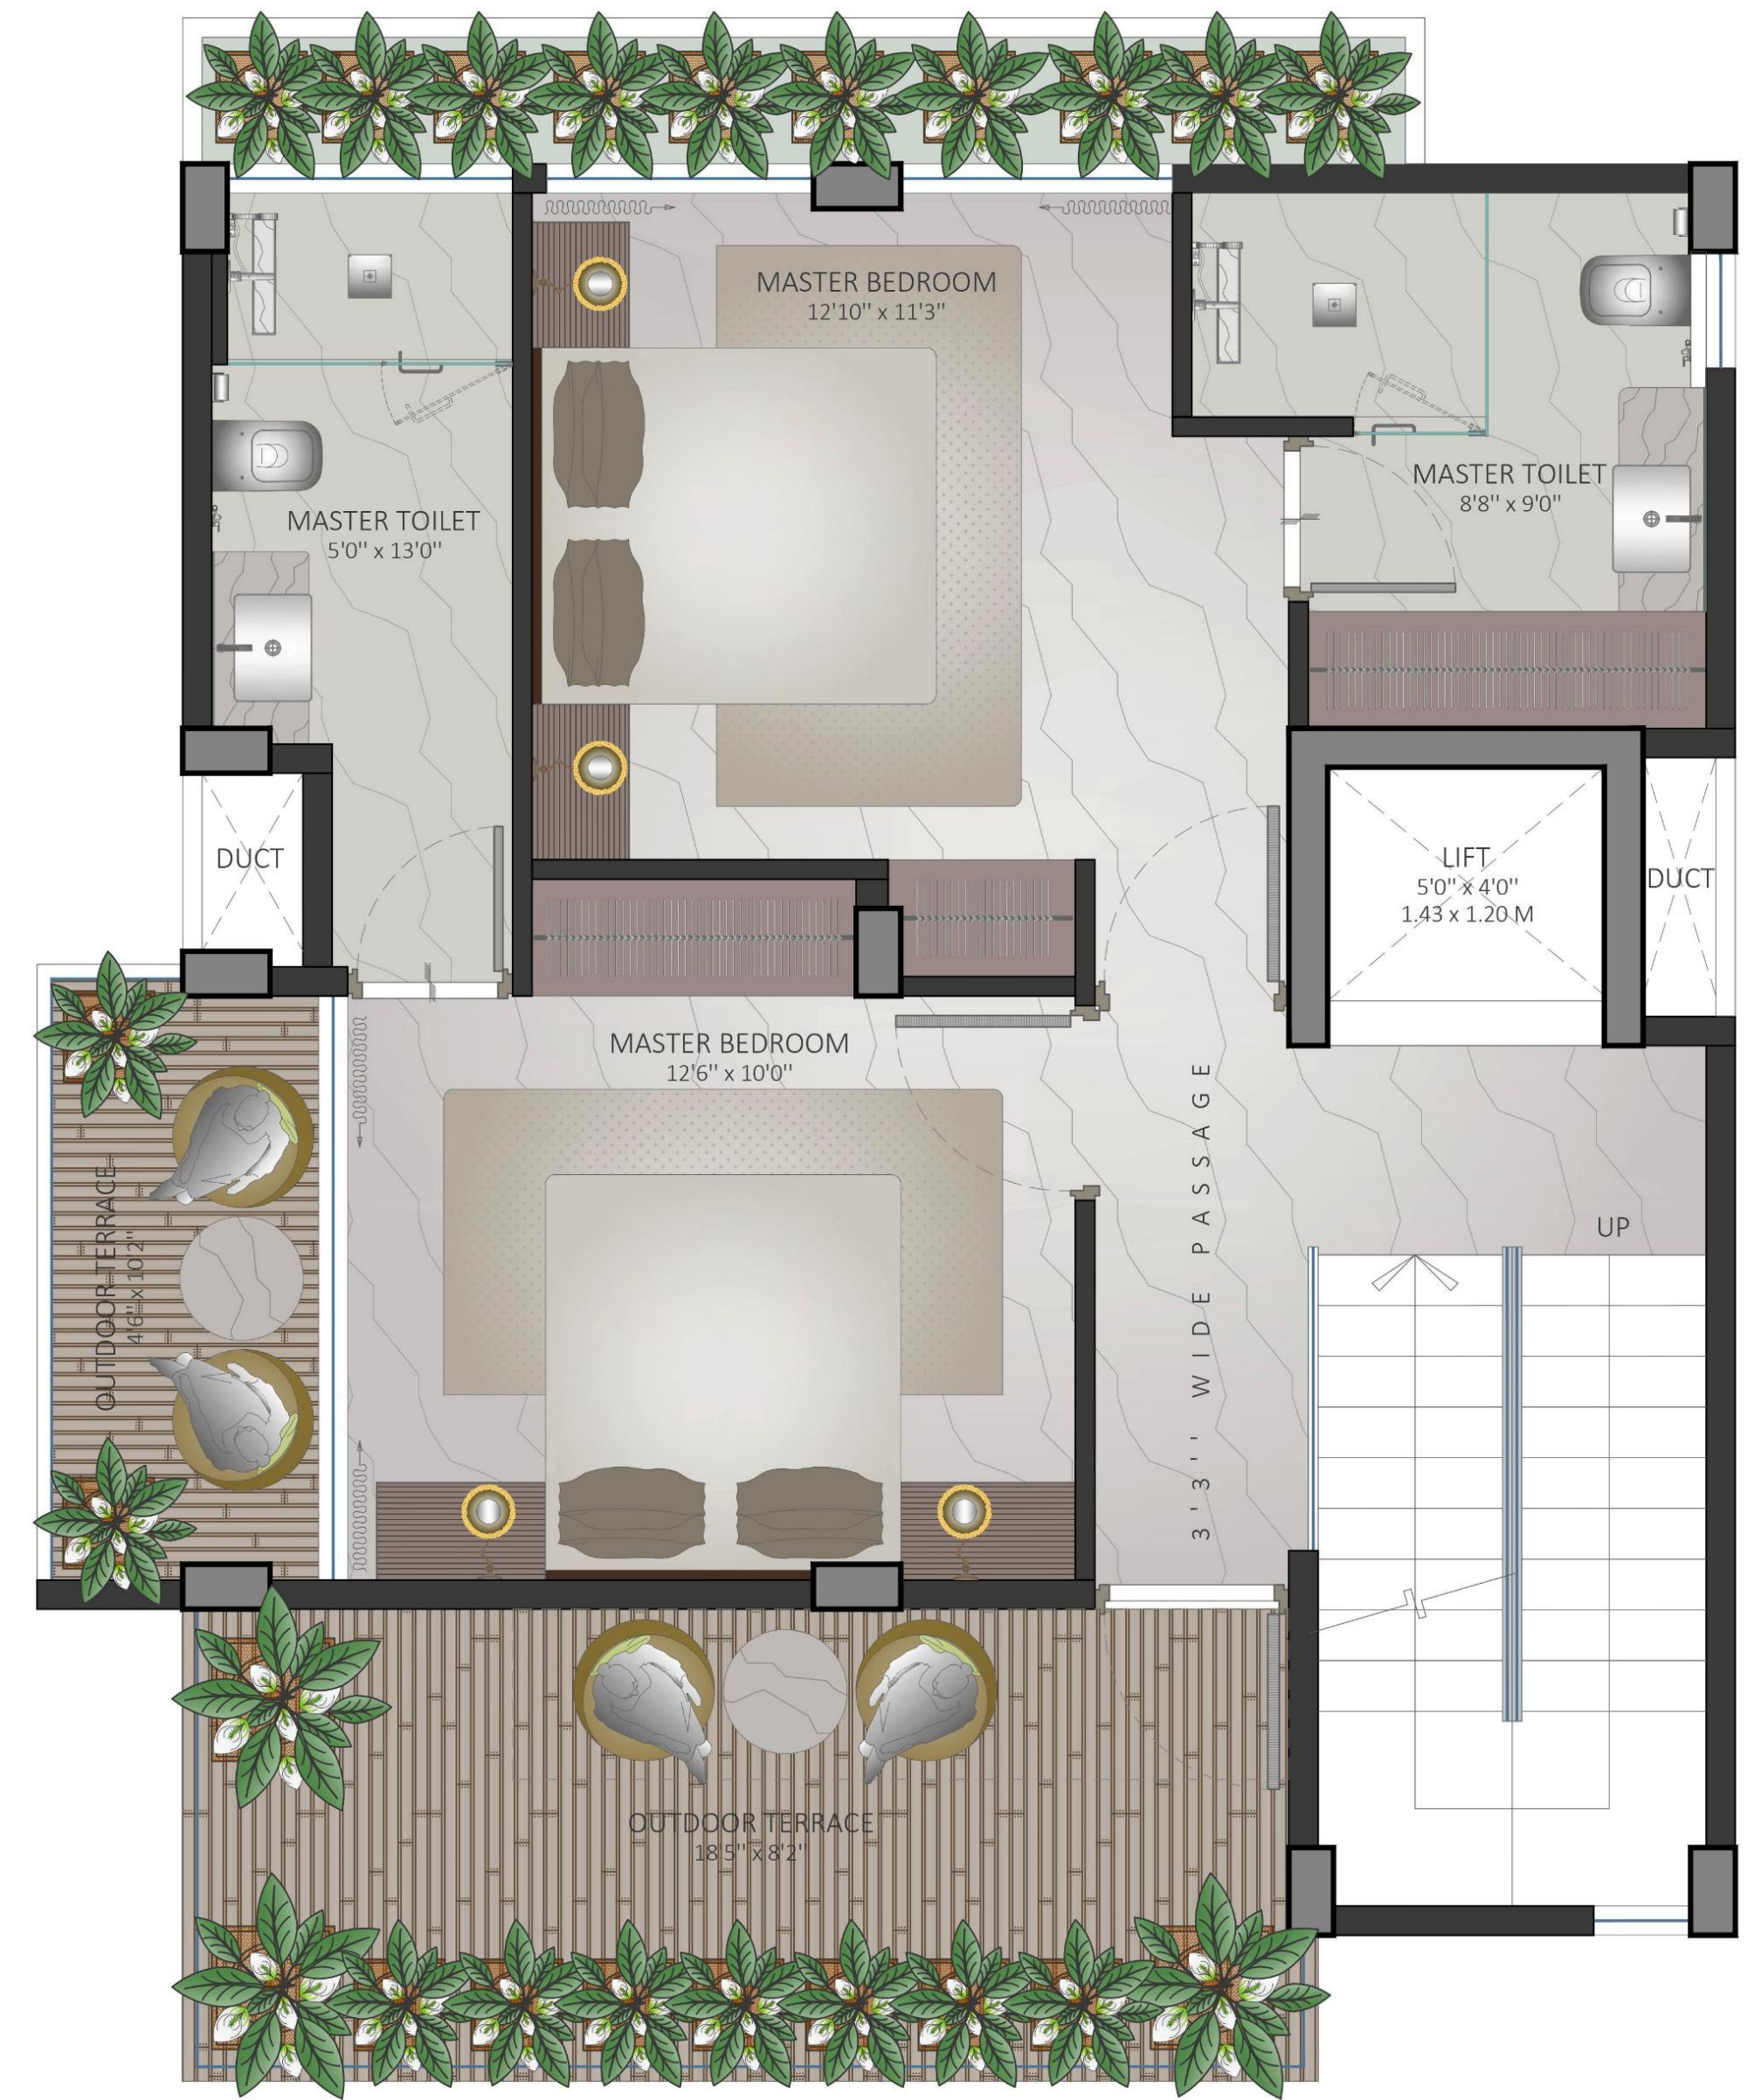 MASTER BEDROOM
12'10'' x 11'3''
MASTER TOILET
8'8'' x 9'0''
MASTER TOILET
5'0'' x 13'0''
DUCT
LIFT
5'0'' x 4'0''
1.43 x 1.20 M
DUCT
MASTER BEDROOM
12'6'' x 10'0''
3'3'' WIDE PASSAGE
UP
OUTDOOR TERRACE
4'6'' x 10'2''
OUTDOOR TERRACE
18'5'' x 8'2''